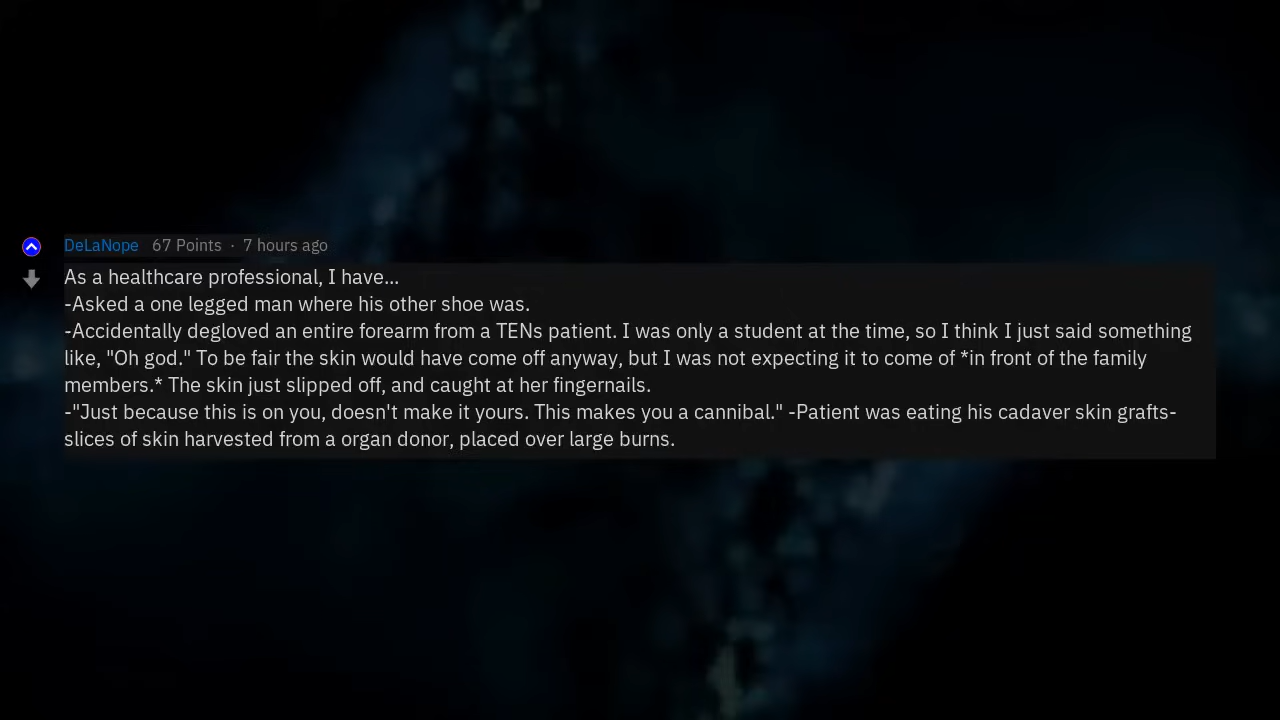 DeLaNope 67 Points · 7 hours ago
As a healthcare professional, I have...
-Asked a one legged man where his other shoe was.
-Accidentally degloved an entire forearm from a TENs patient. I was only a student at the time, so I think I just said something
like, "Oh god." To be fair the skin would have come off anyway, but I was not expecting it to come of *in front of the family
members.* The skin just slipped off, and caught at her fingernails.
-"Just because this is on you, doesn't make it yours. This makes you a cannibal." -Patient was eating his cadaver skin grafts-
slices of skin harvested from a organ donor, placed over large burns.